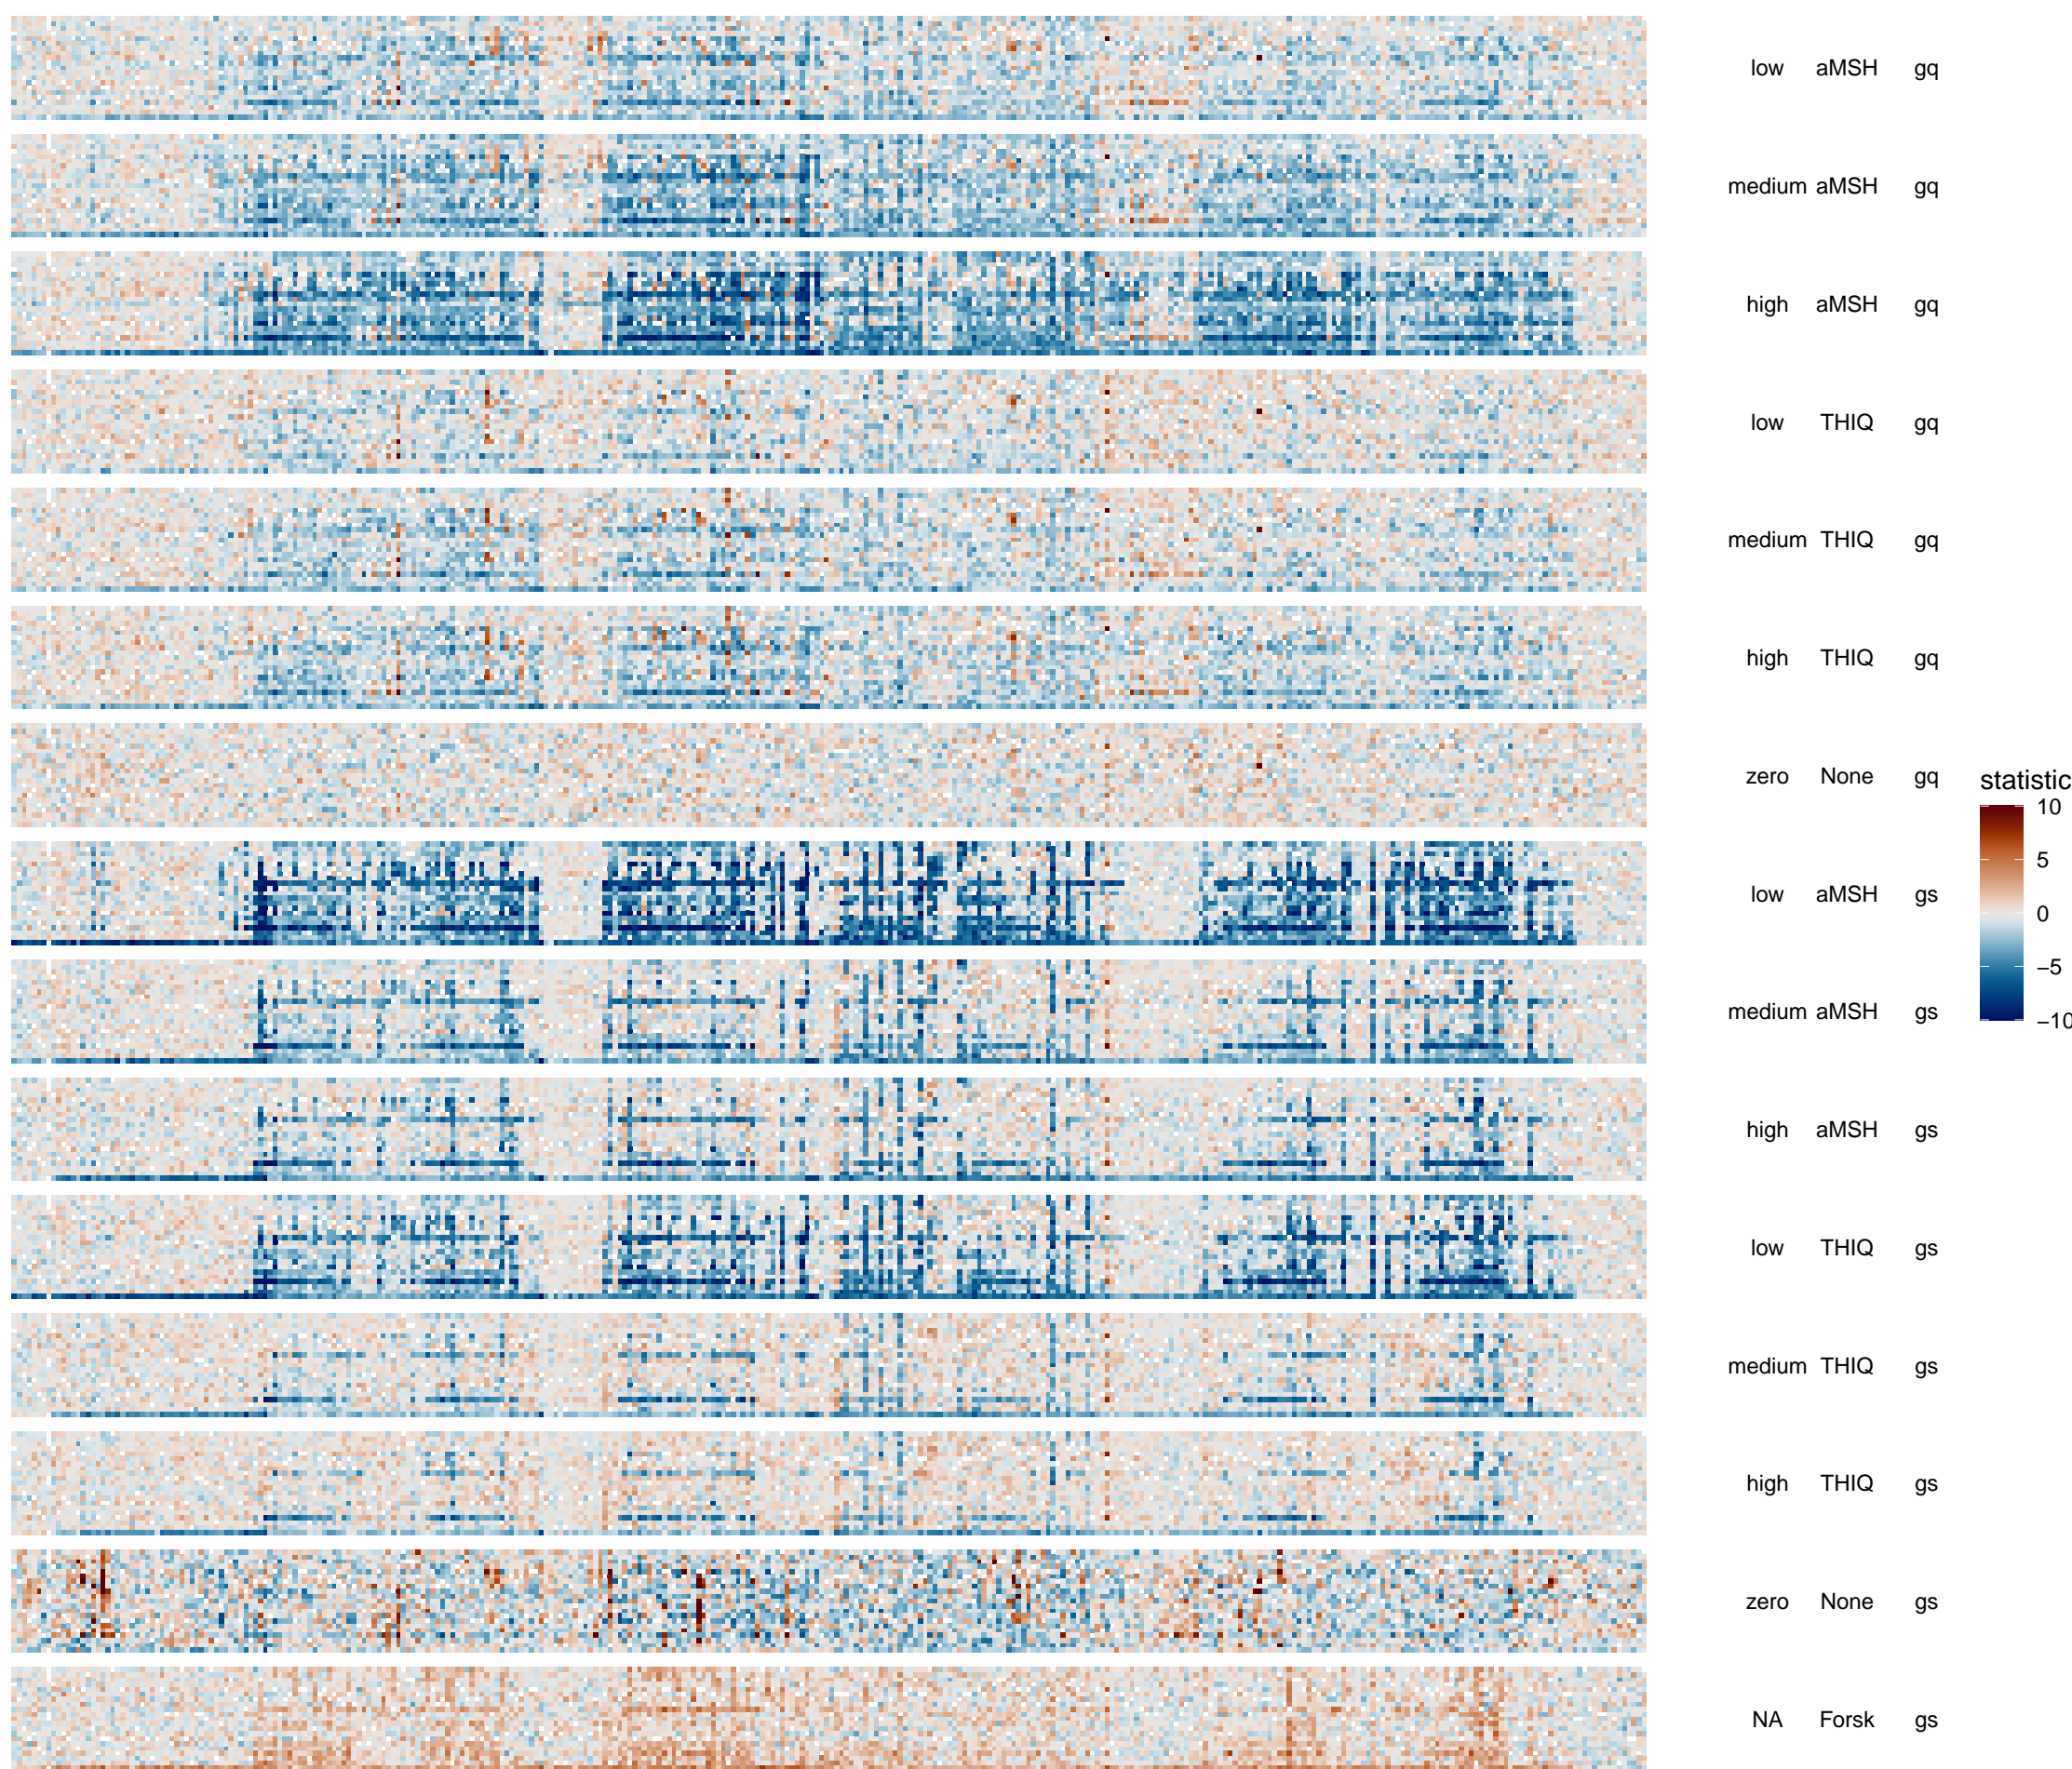 low aMSH gq
medium aMSH gq
high aMSH gq
low THIQ gq
medium THIQ gq
high THIQ gq
zero None gq
statistic
10
5
0
−5
−10
low aMSH gs
medium aMSH gs
high aMSH gs
low THIQ gs
medium THIQ gs
high THIQ gs
zero None gs
NA Forsk gs